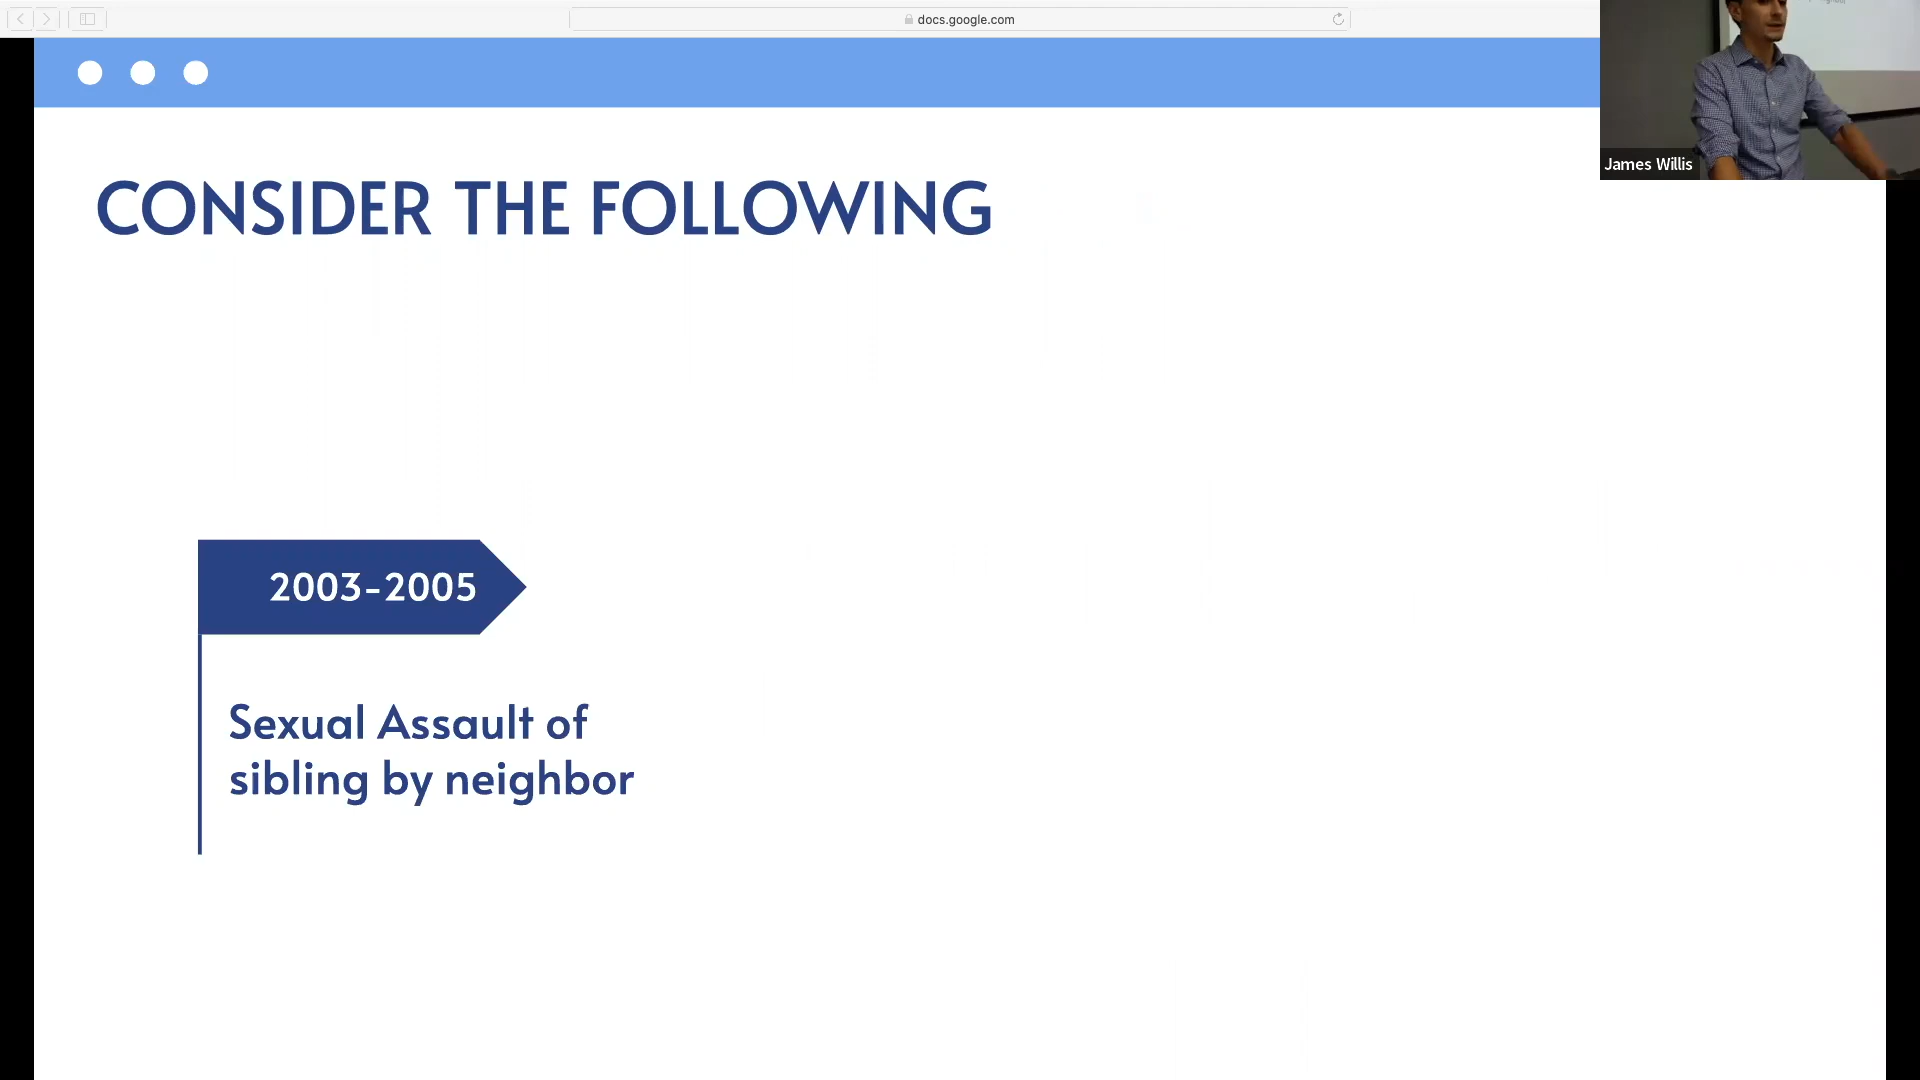 docs.google.com
James Willis
CONSIDER THE FOLLOWING
2003-2005
Sexual Assault of
sibling by neighbor